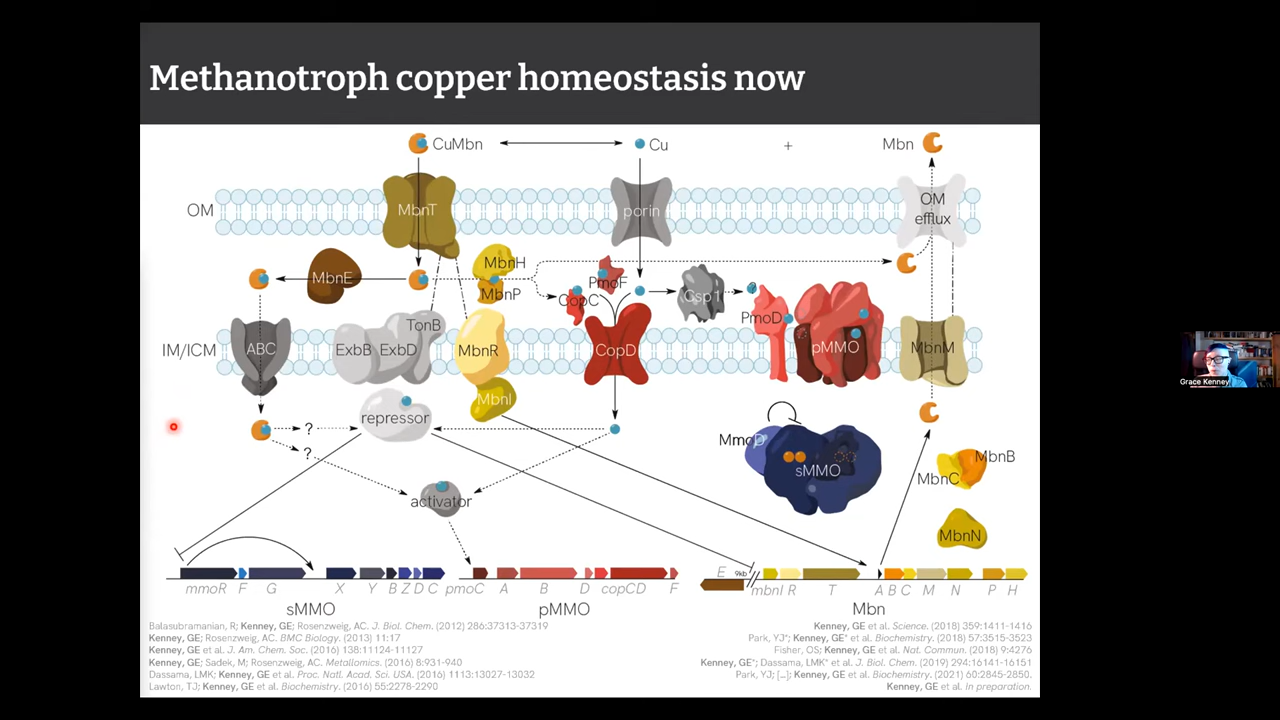 Methanotroph copper homeostasis now
CuMbn
Cu
+
Mbn
OM
MbnT
porin
OM
efflux
MbnE
MbnH
MbnP
PmoF
CopC
Csp1
?
PmoD
IM/ICM
ABC
ExbB
ExbD
TonB
MbnR
CopD
pMMO
MbnM
MbnI
repressor
?
?
activator
MmoD
sMMO
MbnB
MbnC
MbnN
mmoR F G X Y B Z D C
pmoC A B D copCD F
E 9kb mbnI R T A B C M N P H
sMMO
pMMO
Mbn
Balasubramanian, R; Kenney, GE; Rosenzweig, AC. J. Biol. Chem. (2012) 286:37313-37319
Kenney, GE; Rosenzweig, AC. BMC Biology. (2013) 11:17
Kenney, GE et al. J. Am. Chem. Soc. (2016) 138:11124-11127
Kenney, GE; Sadek, M; Rosenzweig, AC. Metallomics. (2016) 8:931-940
Dassama, LMK; Kenney, GE et al. Proc. Natl. Acad Sci. USA. (2016) 1113:13027-13032
Lawton, TJ; Kenney, GE et al. Biochemistry. (2016) 55:2278-2290
Kenney, GE et al. Science. (2018) 359:1411-1416
Park, YJ*; Kenney, GE* et al. Biochemistry. (2018) 57:3515-3523
Fisher, OS; Kenney, GE et al. Nat. Commun. (2018) 9:4276
Kenney, GE*; Dassama, LMK* et al. J. Biol. Chem. (2019) 294:16141-16151
Park, YJ; [...]; Kenney, GE et al. Biochemistry. (2021) 60:2845-2850.
Kenney, GE et al. In preparation.
Grace Kenney